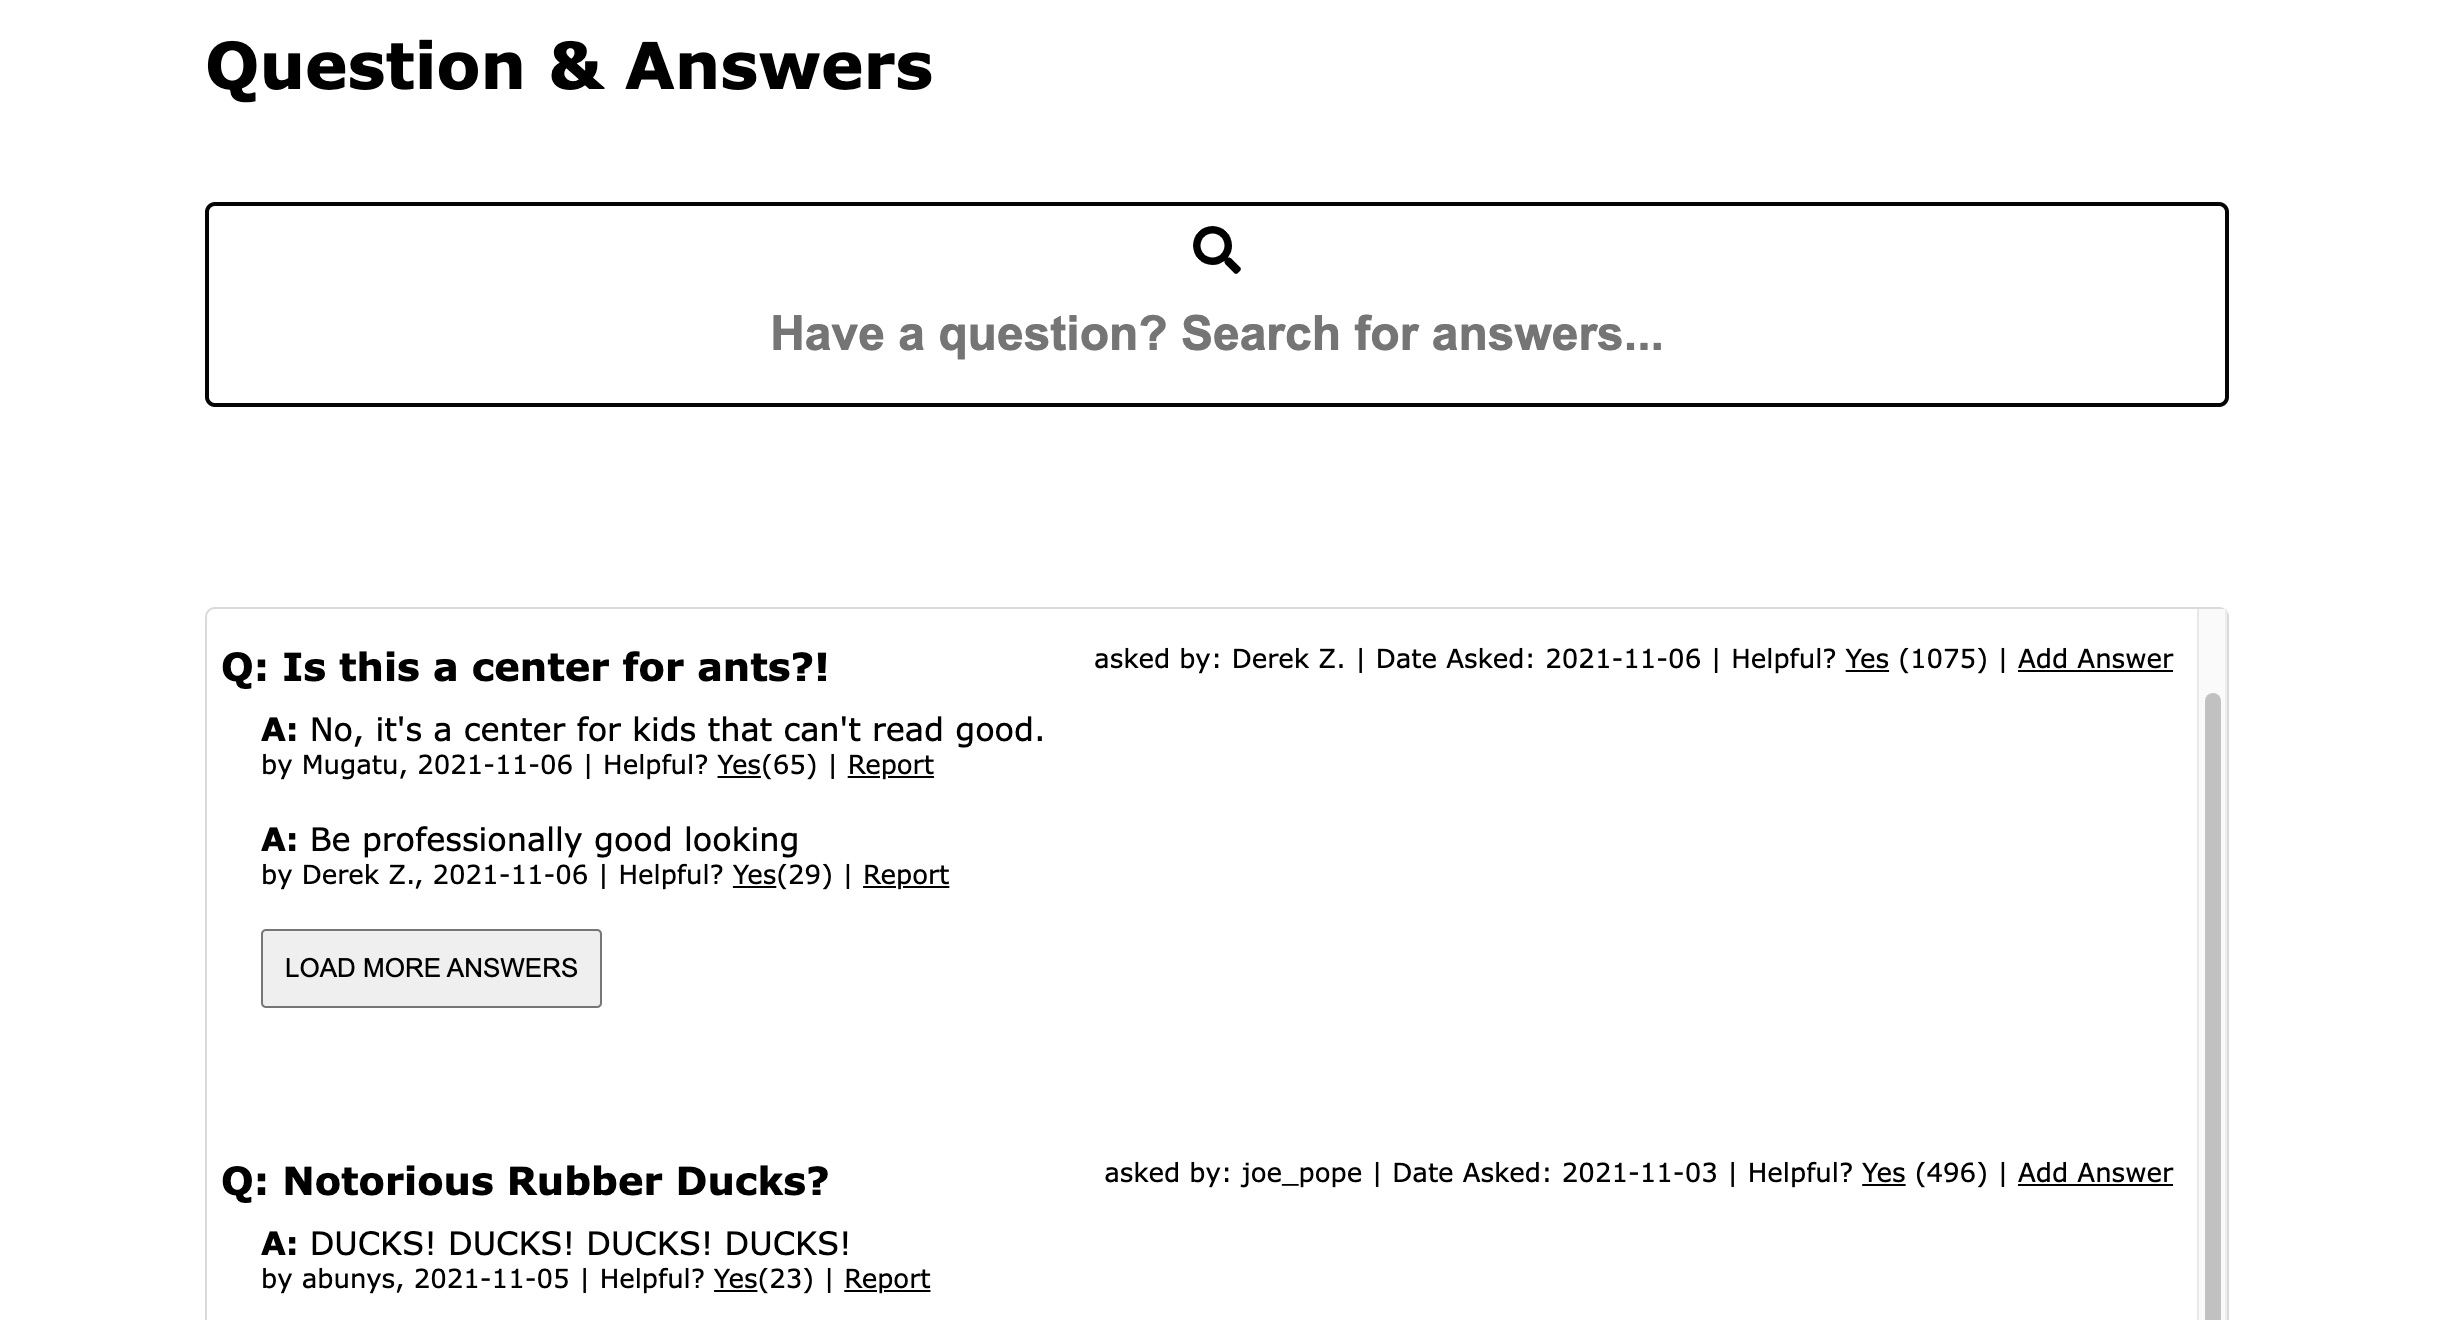 Question & Answers
Have a question? Search for answers...
Q: Is this a center for ants?!
asked by: Derek Z. | Date Asked: 2021-11-06 | Helpful? Yes (1075) | Add Answer
A: No, it's a center for kids that can't read good.
by Mugatu, 2021-11-06 | Helpful? Yes(65) | Report
A: Be professionally good looking
by Derek Z., 2021-11-06 | Helpful? Yes(29) | Report
LOAD MORE ANSWERS
Q: Notorious Rubber Ducks?
asked by: joe_pope | Date Asked: 2021-11-03 | Helpful? Yes (496) | Add Answer
A: DUCKS! DUCKS! DUCKS! DUCKS!
by abunys, 2021-11-05 | Helpful? Yes(23) | Report